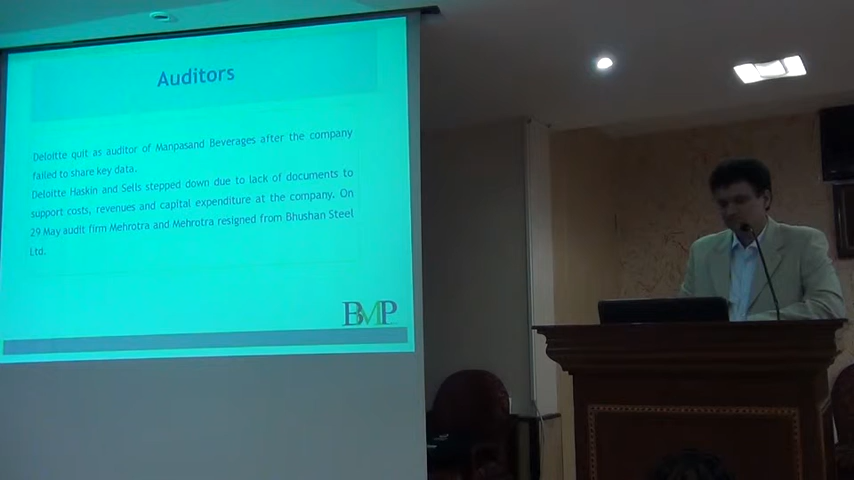 Auditors
Deloitte quit as auditor of Manpasand Beverages after the company
failed to share key data.
Deloitte Haskin and Sells stepped down due to lack of documents to
support costs, revenues and capital expenditure at the company. On
29 May audit firm Mehrotra and Mehrotra resigned from Bhushan Steel
Ltd.
BMP